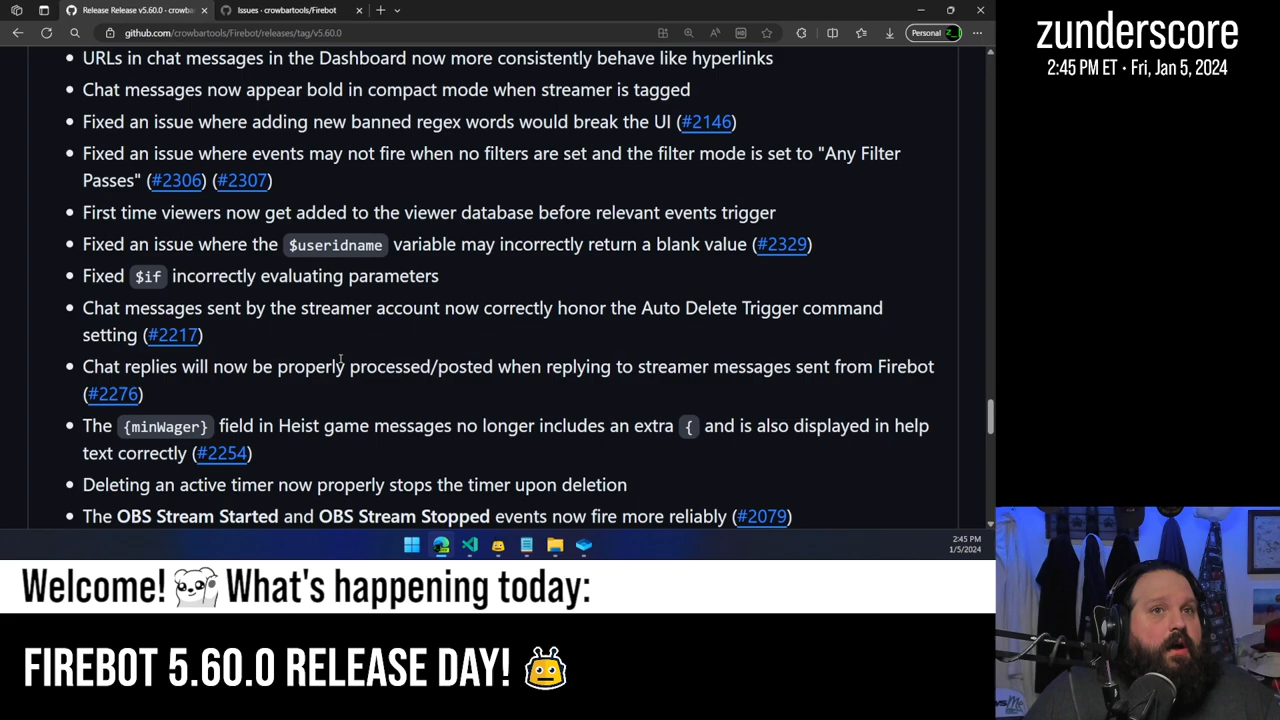 Release Release v5.60.0 · crowba
Issues · crowbartools/Firebot
github.com/crowbartools/Firebot/releases/tag/v5.60.0
Personal
zunderscore
2:45 PM ET · Fri, Jan 5, 2024
URLs in chat messages in the Dashboard now more consistently behave like hyperlinks
Chat messages now appear bold in compact mode when streamer is tagged
Fixed an issue where adding new banned regex words would break the UI (#2146)
Fixed an issue where events may not fire when no filters are set and the filter mode is set to "Any Filter
Passes" (#2306) (#2307)
First time viewers now get added to the viewer database before relevant events trigger
Fixed an issue where the $useridname variable may incorrectly return a blank value (#2329)
Fixed $if incorrectly evaluating parameters
Chat messages sent by the streamer account now correctly honor the Auto Delete Trigger command
setting (#2217)
Chat replies will now be properly processed/posted when replying to streamer messages sent from Firebot
(#2276)
The {minWager} field in Heist game messages no longer includes an extra { and is also displayed in help
text correctly (#2254)
Deleting an active timer now properly stops the timer upon deletion
The OBS Stream Started and OBS Stream Stopped events now fire more reliably (#2079)
2:45 PM
1/5/2024
Welcome! What's happening today:
FIREBOT 5.60.0 RELEASE DAY!